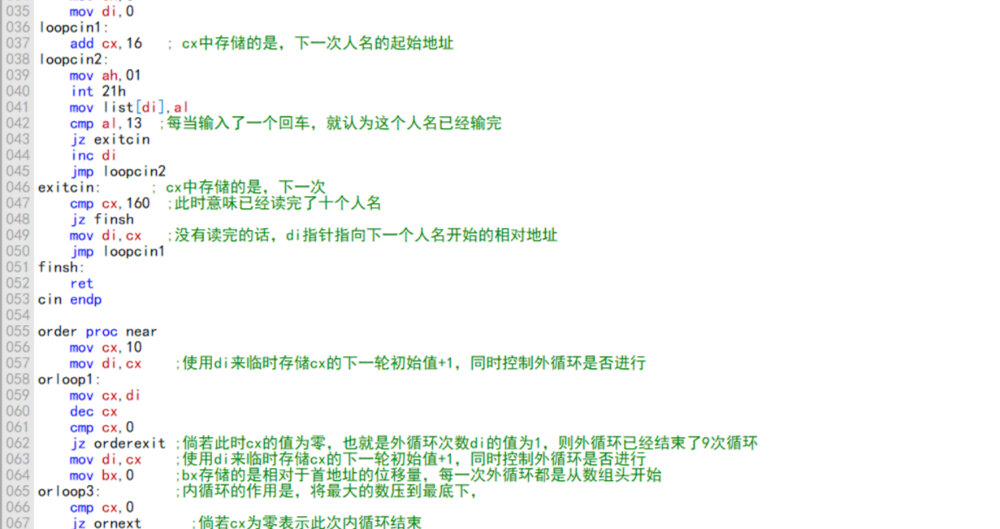 035     mov di,0
036 loopcin1:
037     add cx,16   ; cx中存储的是，下一次人名的起始地址
038 loopcin2:
039     mov ah,01
040     int 21h
041     mov list[di],al
042     cmp al,13  ;每当输入了一个回车，就认为这个人名已经输完
043     jz exitcin
044     inc di
045     jmp loopcin2
046 exitcin:      ; cx中存储的是，下一次
047     cmp cx,160  ;此时意味已经读完了十个人名
048     jz finsh
049     mov di,cx   ;没有读完的话，di指针指向下一个人名开始的相对地址
050     jmp loopcin1
051 finsh:
052     ret
053 cin endp
054
055 order proc near
056     mov cx,10
057     mov di,cx    ;使用di来临时存储cx的下一轮初始值+1，同时控制外循环是否进行
058 orloop1:
059     mov cx,di
060     dec cx
061     cmp cx,0
062     jz orderexit ;倘若此时cx的值为零，也就是外循环次数di的值为1，则外循环已经结束了9次循环
063     mov di,cx    ;使用di来临时存储cx的下一轮初始值+1，同时控制外循环是否进行
064     mov bx,0     ;bx存储的是相对于首地址的位移量，每一次外循环都是从数组头开始
065 orloop3:         ;内循环的作用是，将最大的数压到最底下，
066     cmp cx,0
067     jz ornext      ;倘若cx为零表示此次内循环结束